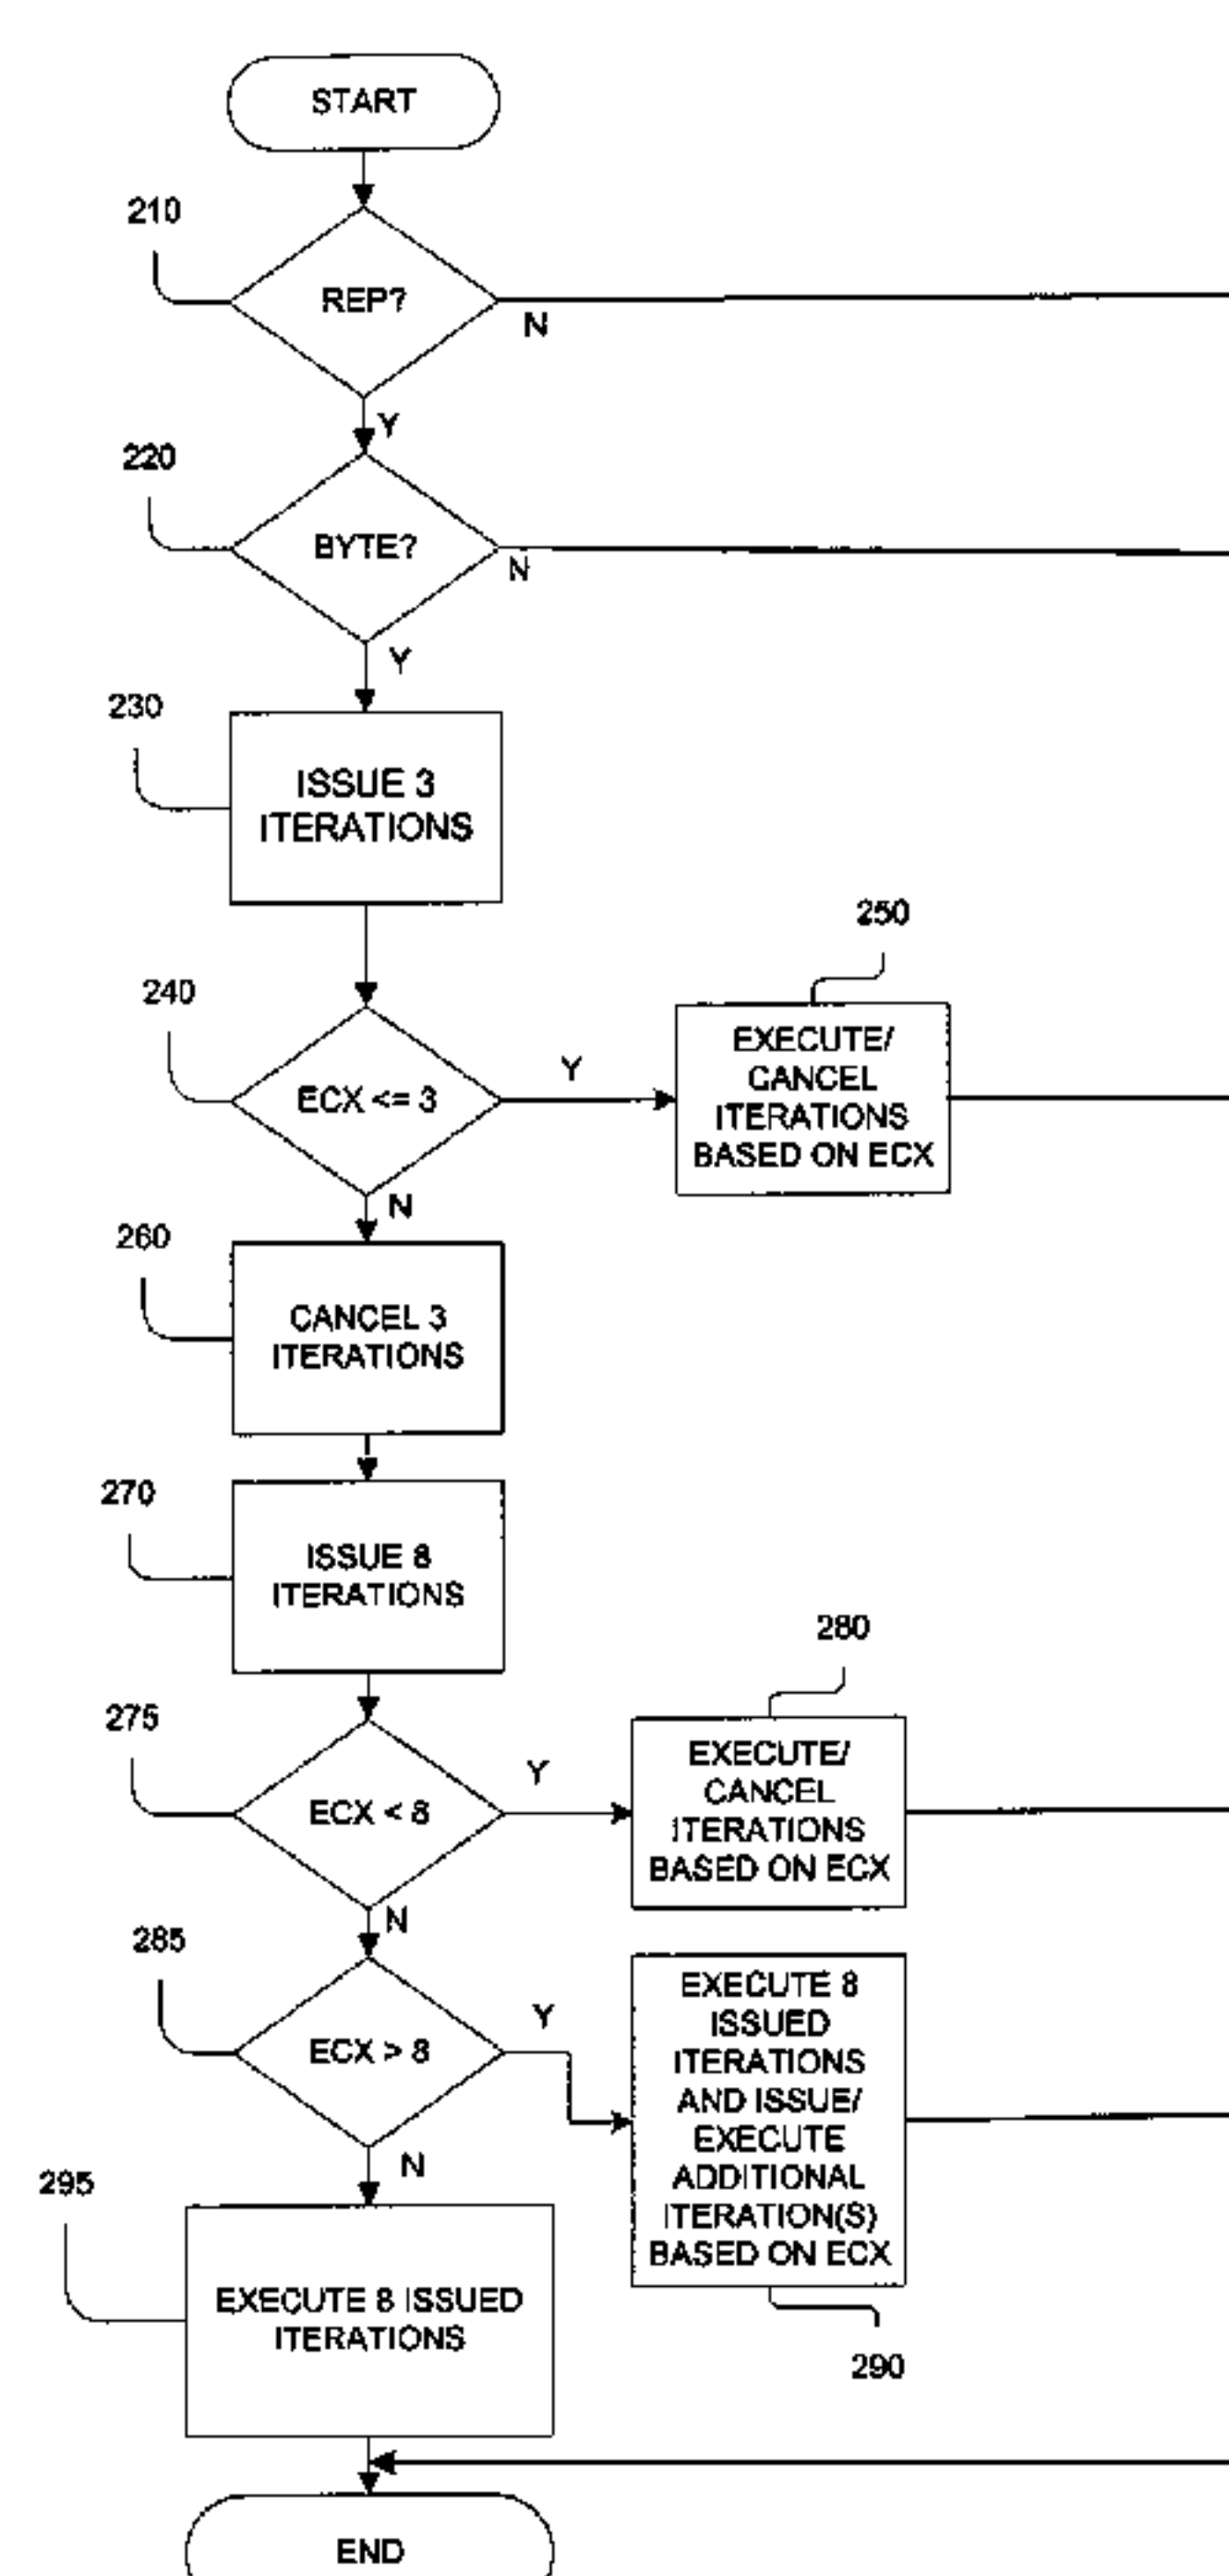 START
210
REP?
N
Y
220
BYTE?
N
Y
230
ISSUE 3
ITERATIONS
240
ECX <= 3
Y
250
EXECUTE/
CANCEL
ITERATIONS
BASED ON ECX
N
260
CANCEL 3
ITERATIONS
270
ISSUE 8
ITERATIONS
275
ECX < 8
Y
280
EXECUTE/
CANCEL
ITERATIONS
BASED ON ECX
N
285
ECX > 8
Y
EXECUTE 8
ISSUED
ITERATIONS
AND ISSUE/
EXECUTE
ADDITIONAL
ITERATION(S)
BASED ON ECX
290
N
295
EXECUTE 8 ISSUED
ITERATIONS
END